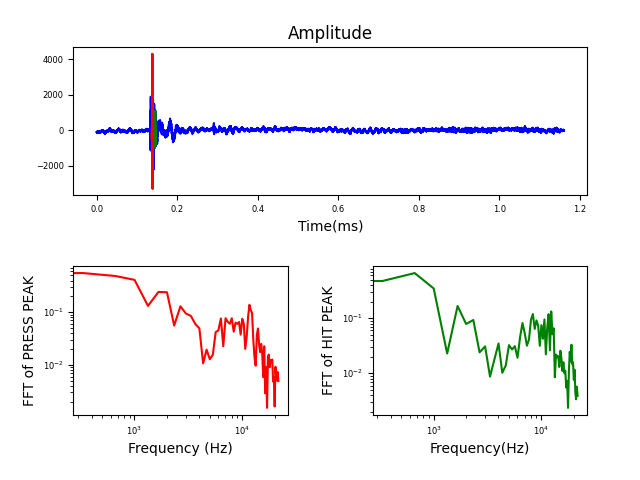 Amplitude
4000
2000
0
−2000
0.0 0.2 0.4 0.6 0.8 1.0 1.2
Time(ms)
FFT of PRESS PEAK
10⁻¹
10⁻²
10³ 10⁴
Frequency (Hz)
FFT of HIT PEAK
10⁻¹
10⁻²
10³ 10⁴
Frequency(Hz)